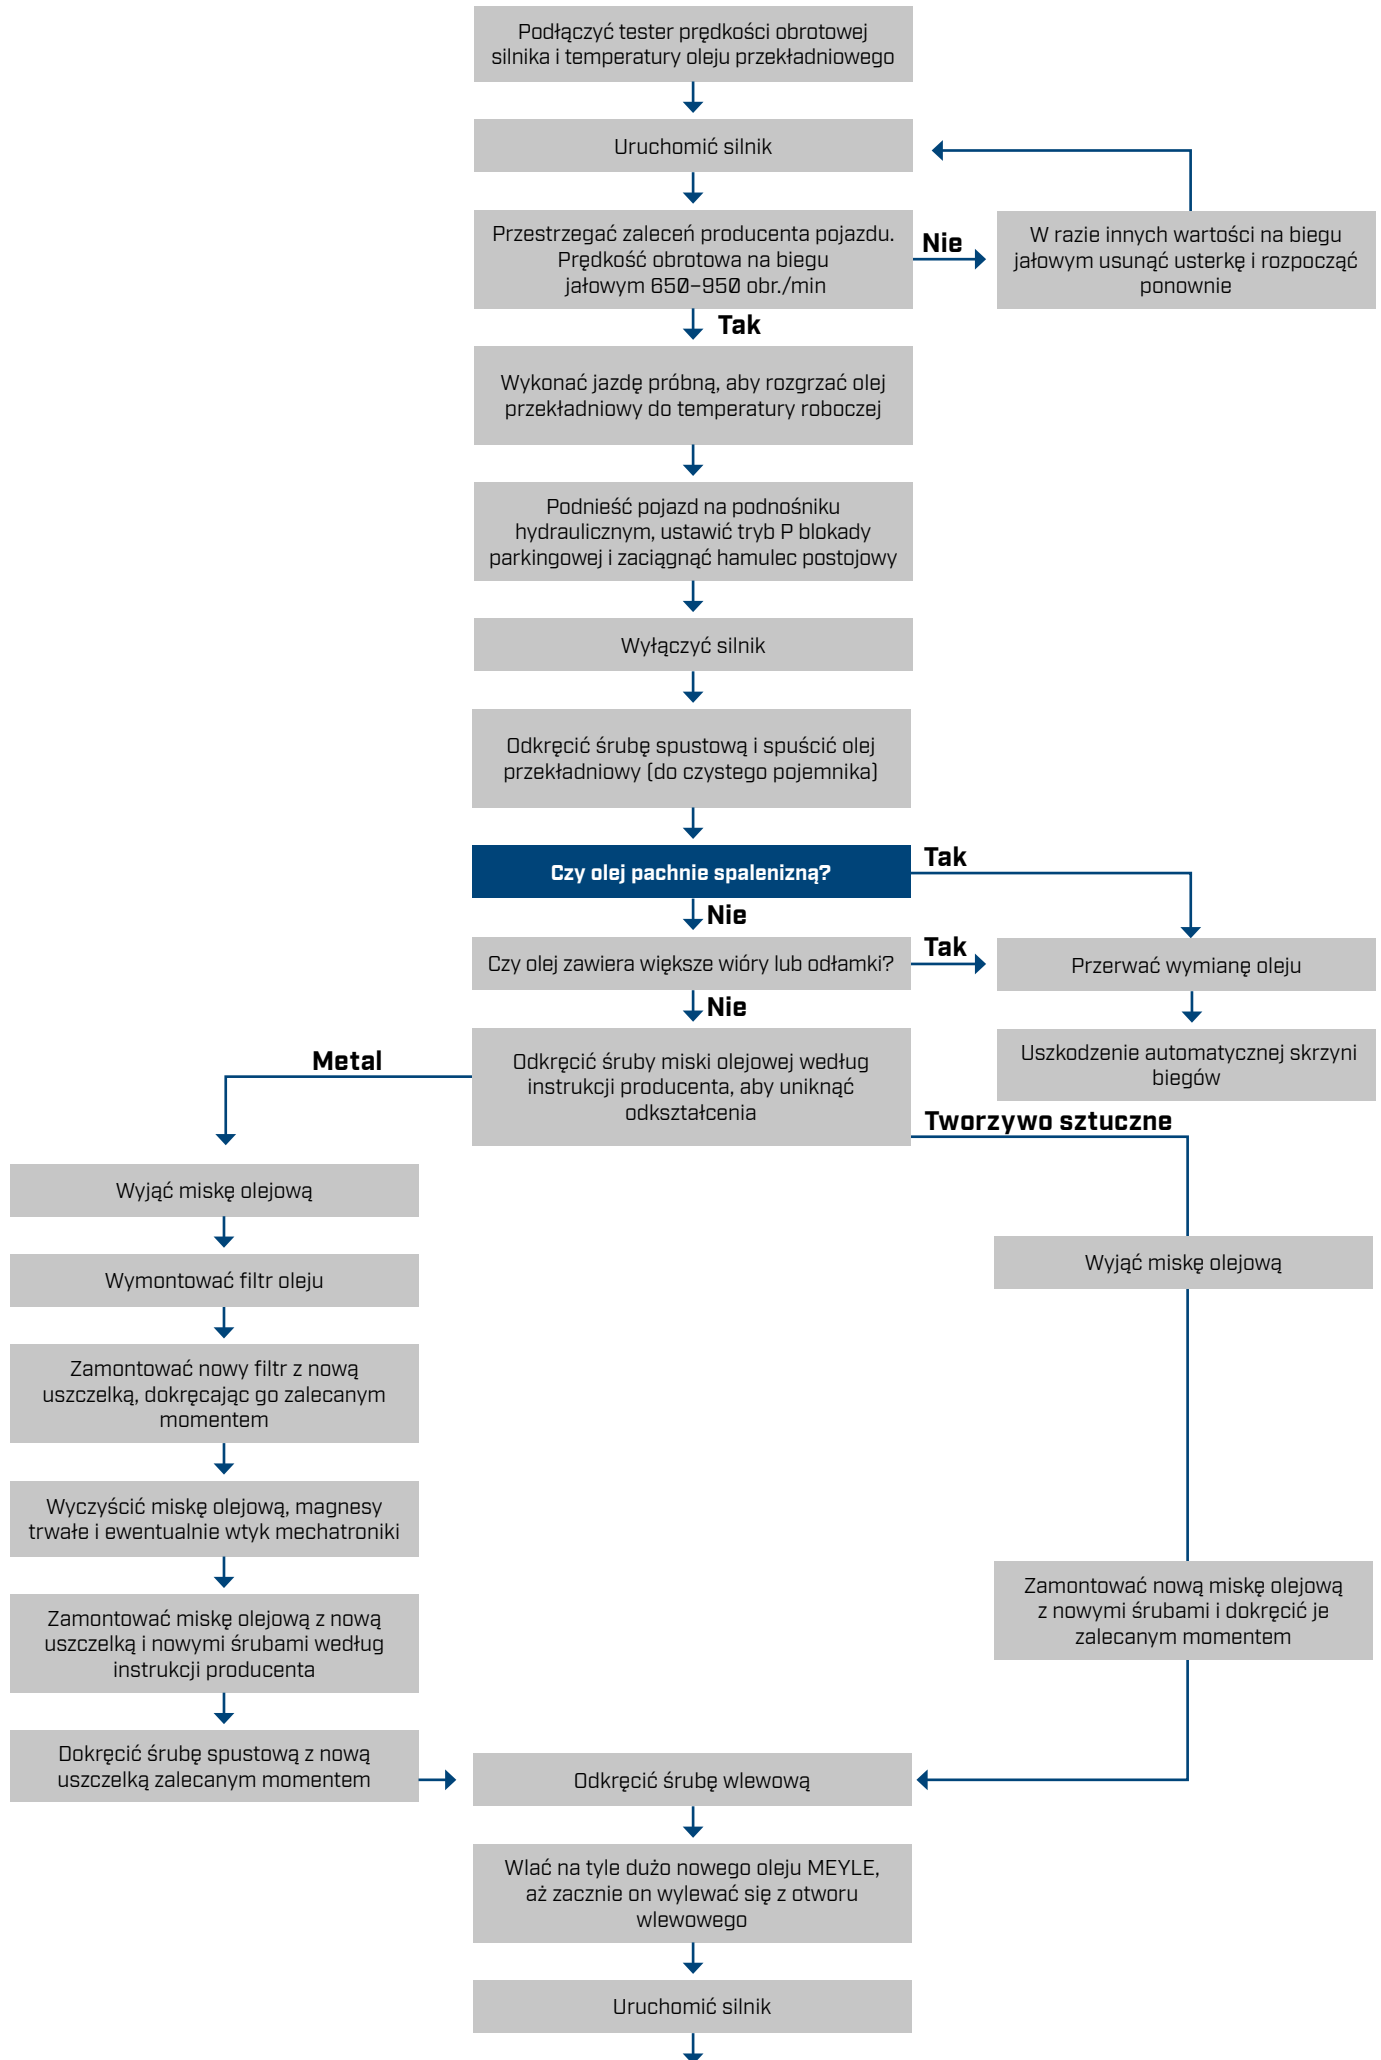 Podłączyć tester prędkości obrotowej
silnika i temperatury oleju przekładniowego
Uruchomić silnik
Przestrzegać zaleceń producenta pojazdu.
Prędkość obrotowa na biegu
jałowym 650–950 obr./min
Nie
W razie innych wartości na biegu
jałowym usunąć usterkę i rozpocząć
ponownie
Tak
Wykonać jazdę próbną, aby rozgrzać olej
przekładniowy do temperatury roboczej
Podnieść pojazd na podnośniku
hydraulicznym, ustawić tryb P blokady
parkingowej i zaciągnąć hamulec postojowy
Wyłączyć silnik
Odkręcić śrubę spustową i spuścić olej
przekładniowy (do czystego pojemnika)
Czy olej pachnie spalenizną?
Tak
Nie
Czy olej zawiera większe wióry lub odłamki?
Tak
Przerwać wymianę oleju
Nie
Uszkodzenie automatycznej skrzyni
biegów
Odkręcić śruby miski olejowej według
instrukcji producenta, aby uniknąć
odkształcenia
Metal
Tworzywo sztuczne
Wyjąć miskę olejową
Wymontować filtr oleju
Zamontować nowy filtr z nową
uszczelką, dokręcając go zalecanym
momentem
Wyczyścić miskę olejową, magnesy
trwałe i ewentualnie wtyk mechatroniki
Zamontować miskę olejową z nową
uszczelką i nowymi śrubami według
instrukcji producenta
Dokręcić śrubę spustową z nową
uszczelką zalecanym momentem
Wyjąć miskę olejową
Zamontować nową miskę olejową
z nowymi śrubami i dokręcić je
zalecanym momentem
Odkręcić śrubę wlewową
Wlać na tyle dużo nowego oleju MEYLE,
aż zacznie on wylewać się z otworu
wlewowego
Uruchomić silnik